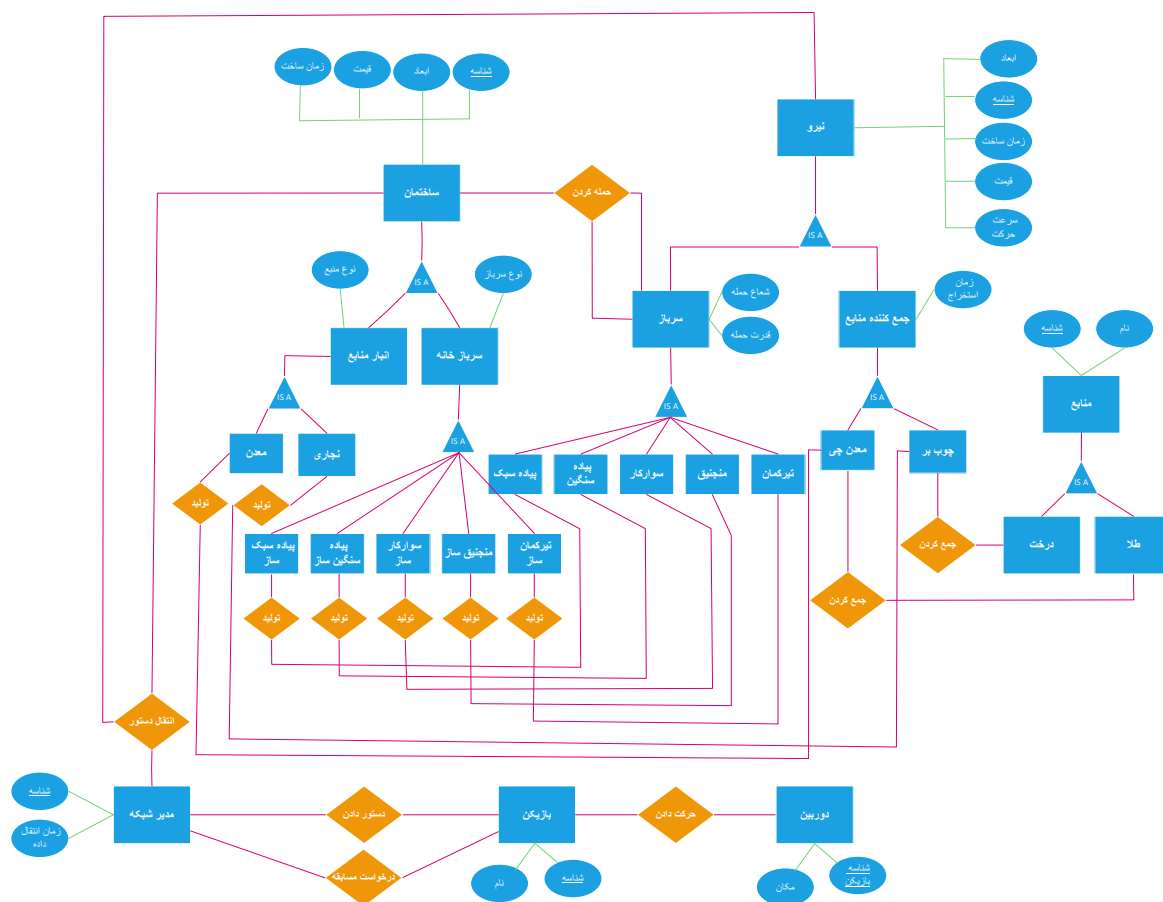 زمان ساخت
قیمت
ابعاد
شناسه
ابعاد
شناسه
زمان ساخت
قیمت
سرعت
حرکت
نیرو
ساختمان
حمله کردن
IS A
IS A
نوع منبع
نوع سرباز
سرباز
شعاع حمله
قدرت حمله
جمع کننده منابع
زمان
استخراج
شناسه
نام
منابع
انبار منابع
سرباز خانه
IS A
IS A
IS A
IS A
IS A
معدن
نجاری
پیاده سبک
پیاده
سنگین
سوارکار
منجنیق
تیرکمان
معدن چی
چوب بر
تولید
تولید
پیاده سبک
ساز
پیاده
سنگین ساز
سوارکار
ساز
منجنیق ساز
تیرکمان
ساز
جمع کردن
درخت
طلا
جمع کردن
تولید
تولید
تولید
تولید
تولید
انتقال دستور
شناسه
زمان انتقال
داده
مدیر شبکه
دستور دادن
بازیکن
حرکت دادن
دوربین
درخواست مسابقه
نام
شناسه
مکان
شناسه
بازیکن